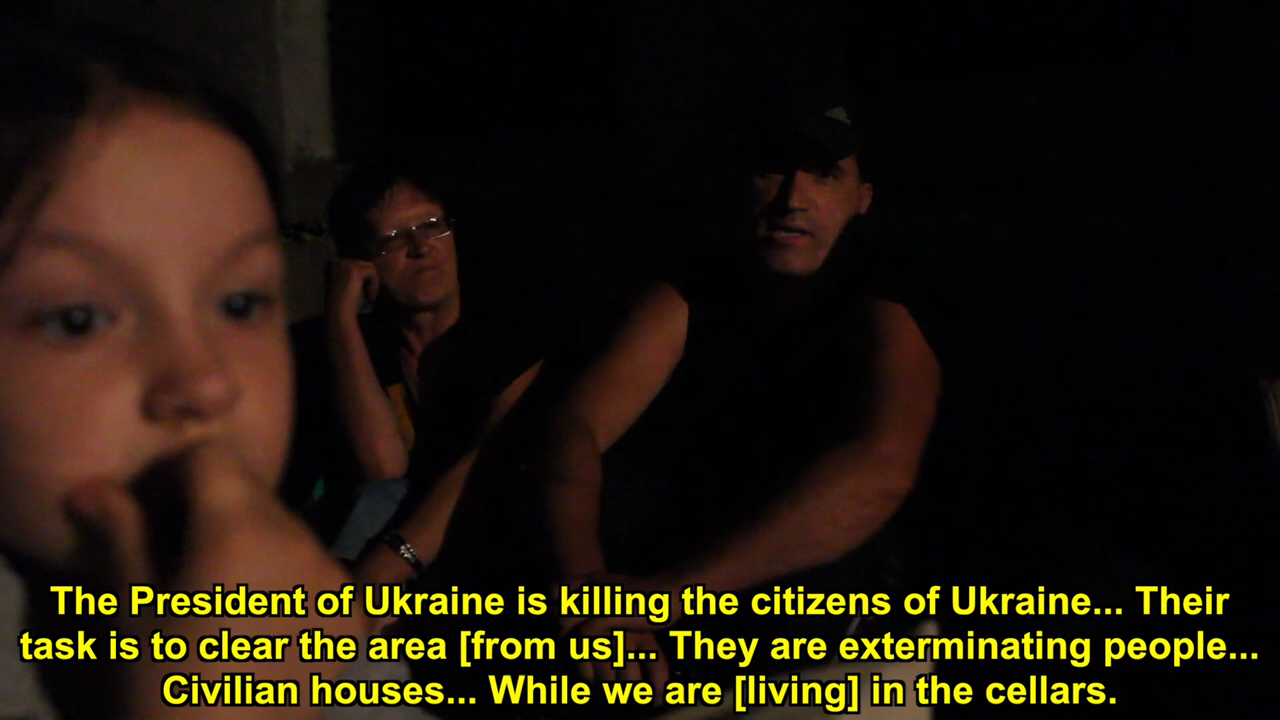 The President of Ukraine is killing the citizens of Ukraine... Their
task is to clear the area [from us]... They are exterminating people...
Civilian houses... While we are [living] in the cellars.